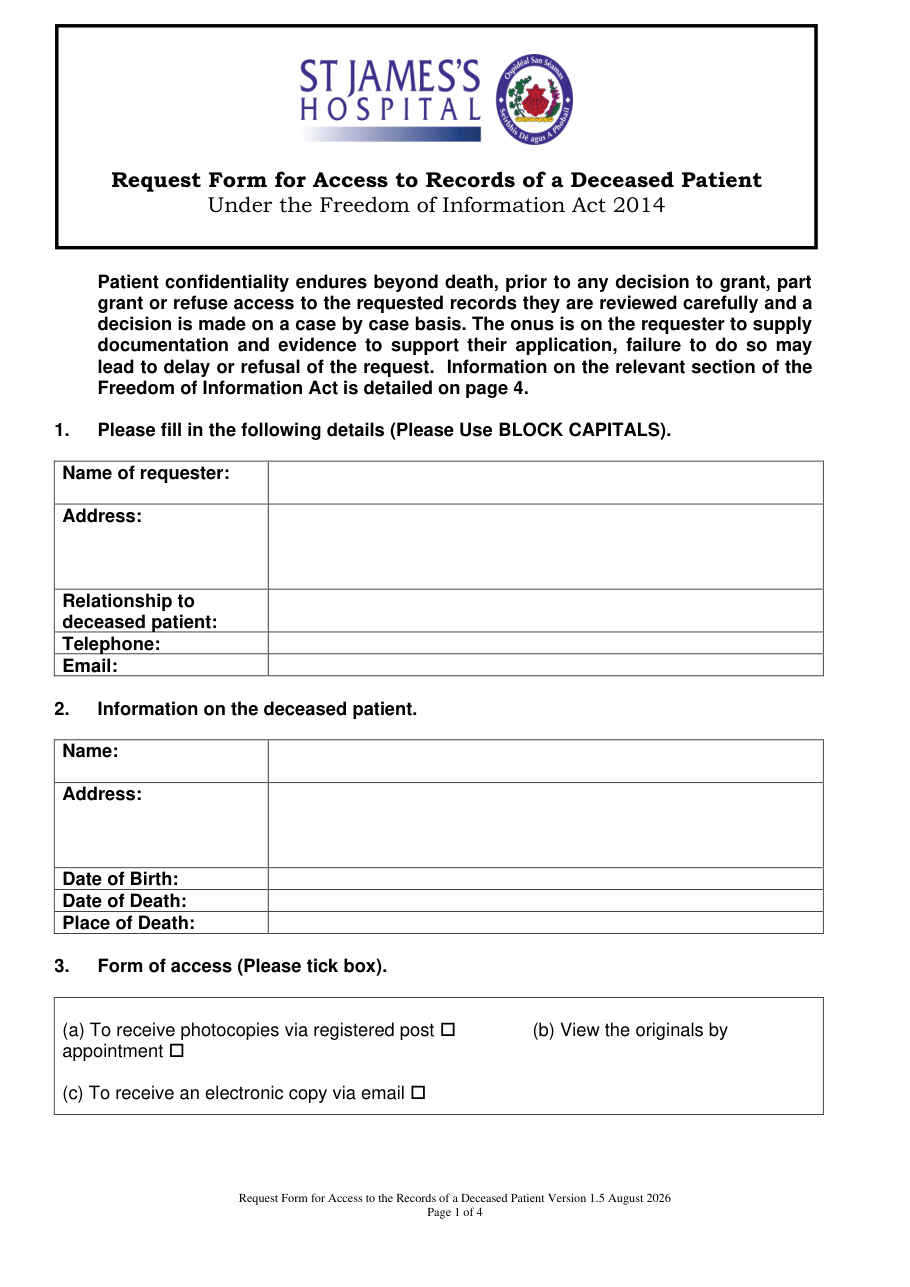 ST JAMES'S
HOSPITAL
Ospidéal San Séamas
Seirbhís Dé agus A Phobail
Request Form for Access to Records of a Deceased Patient
Under the Freedom of Information Act 2014
Patient confidentiality endures beyond death, prior to any decision to grant, part
grant or refuse access to the requested records they are reviewed carefully and a
decision is made on a case by case basis. The onus is on the requester to supply
documentation and evidence to support their application, failure to do so may
lead to delay or refusal of the request.  Information on the relevant section of the
Freedom of Information Act is detailed on page 4.
1. Please fill in the following details (Please Use BLOCK CAPITALS).
Name of requester:
Address:
Relationship to
deceased patient:
Telephone:
Email:
2. Information on the deceased patient.
Name:
Address:
Date of Birth:
Date of Death:
Place of Death:
3. Form of access (Please tick box).
(a) To receive photocopies via registered post ☐ (b) View the originals by
appointment ☐
(c) To receive an electronic copy via email ☐
Request Form for Access to the Records of a Deceased Patient Version 1.5 August 2026
Page 1 of 4